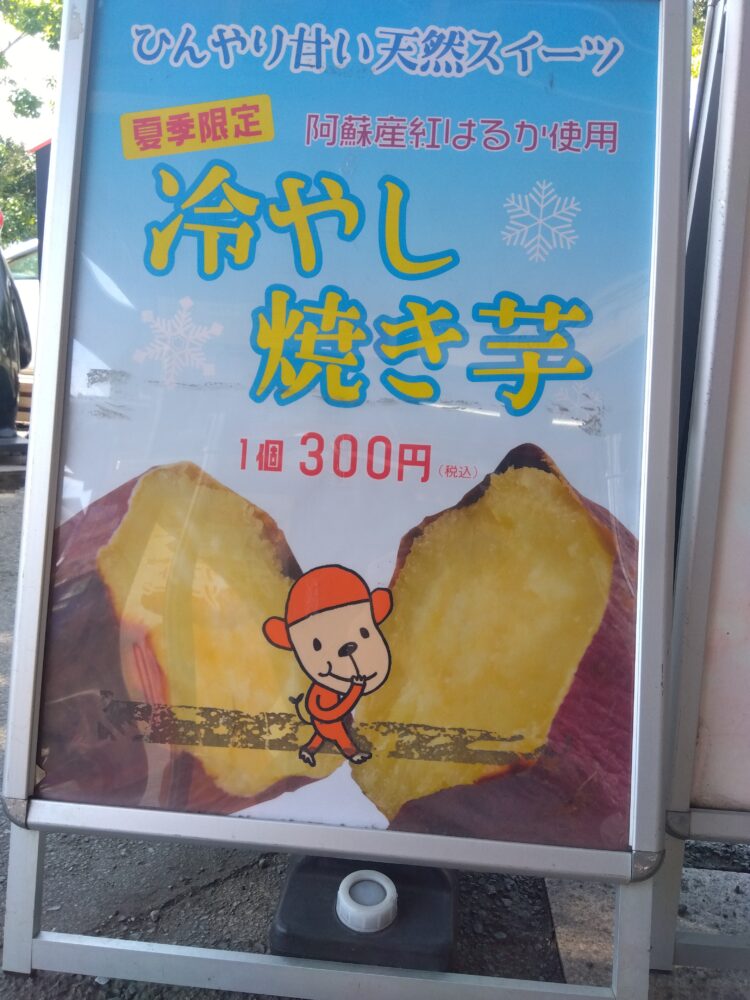 ひんやり甘い天然スイーツ
夏季限定
阿蘇産紅はるか使用
冷やし
焼き芋
1個 300円(税込)